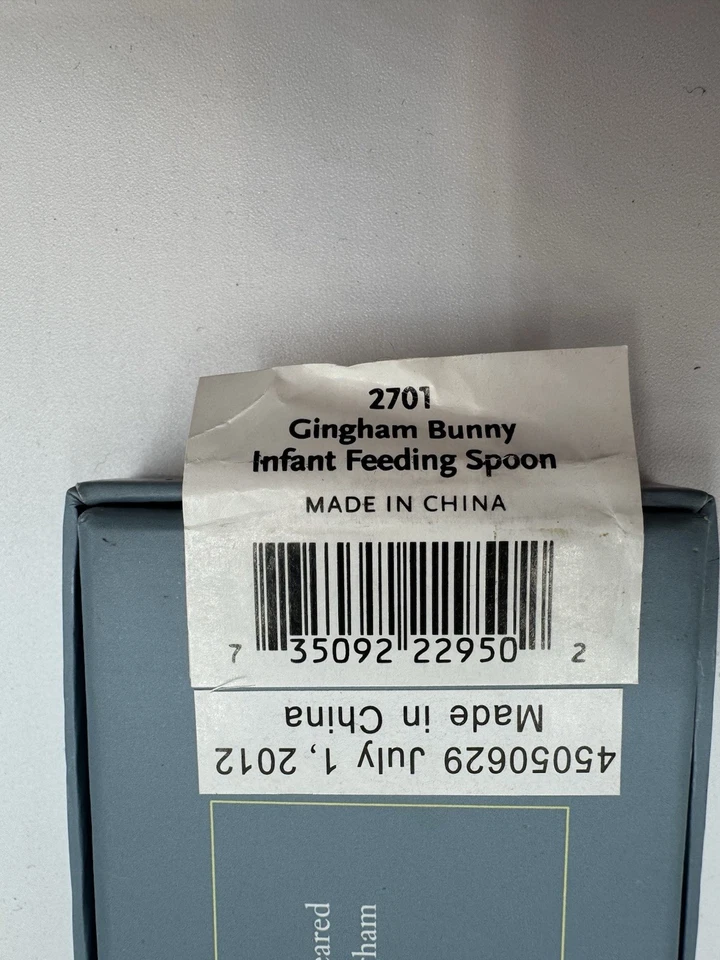 2701
Gingham Bunny
Infant Feeding Spoon
MADE IN CHINA
7 35092 22950 2
45050629 July 1, 2012
Made in China